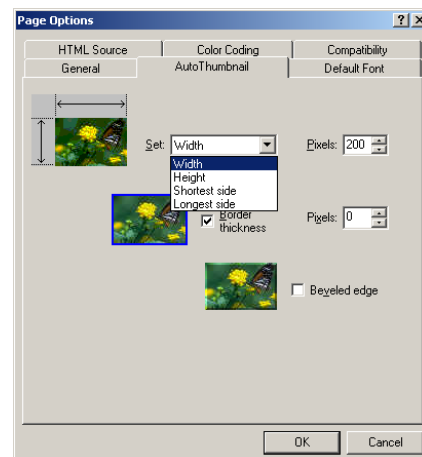 Page Options
HTML Source Color Coding Compatibility
General AutoThumbnail Default Font
Set: Width Pixels: 200
Width
Height
Shortest side
Longest side
Border
thickness Pixels: 0
Beveled edge
OK Cancel